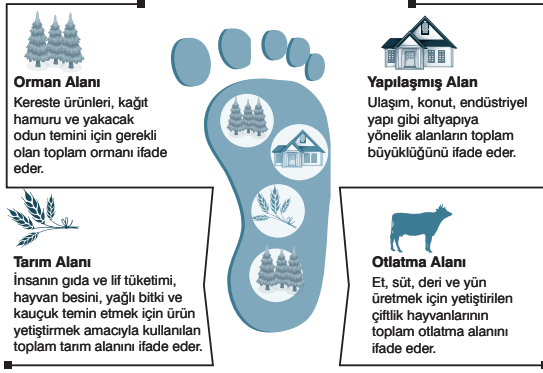 Orman Alanı
Kereste ürünleri, kağıt
hamuru ve yakacak
odun temini için gerekli
olan toplam ormanı ifade
eder.
Yapılaşmış Alan
Ulaşım, konut, endüstriyel
yapı gibi altyapıya
yönelik alanların toplam
büyüklüğünü ifade eder.
Tarım Alanı
İnsanın gıda ve lif tüketimi,
hayvan besini, yağlı bitki ve
kauçuk temin etmek için ürün
yetiştirmek amacıyla kullanılan
toplam tarım alanını ifade eder.
Otlatma Alanı
Et, süt, deri ve yün
üretmek için yetiştirilen
çiftlik hayvanlarının
toplam otlatma alanını
ifade eder.